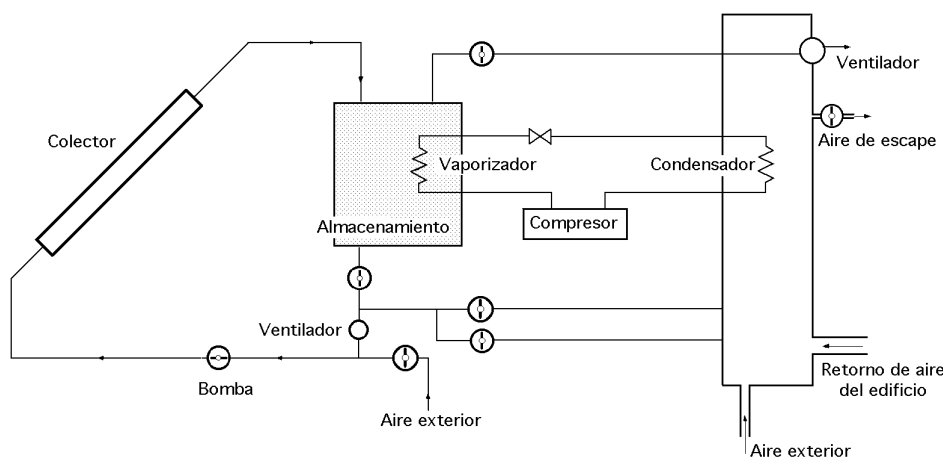 Ventilador
Colector
Aire de escape
Vaporizador
Condensador
Almacenamiento
Compresor
Ventilador
Bomba
Retorno de aire
del edificio
Aire exterior
Aire exterior